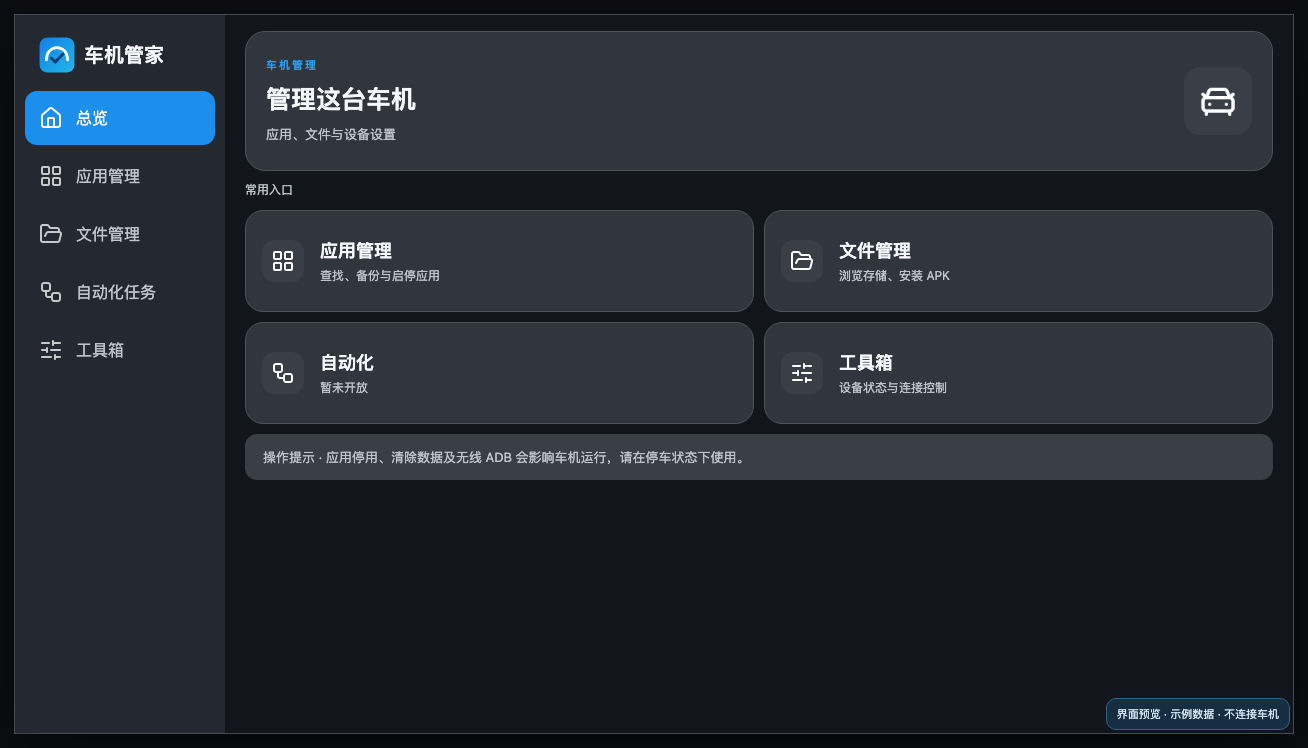 车机管家
总览
应用管理
文件管理
自动化任务
工具箱
车机管理
管理这台车机
应用、文件与设备设置
常用入口
应用管理
查找、备份与启停应用
文件管理
浏览存储、安装 APK
自动化
暂未开放
工具箱
设备状态与连接控制
操作提示 · 应用停用、清除数据及无线 ADB 会影响车机运行，请在停车状态下使用。
界面预览 · 示例数据 · 不连接车机